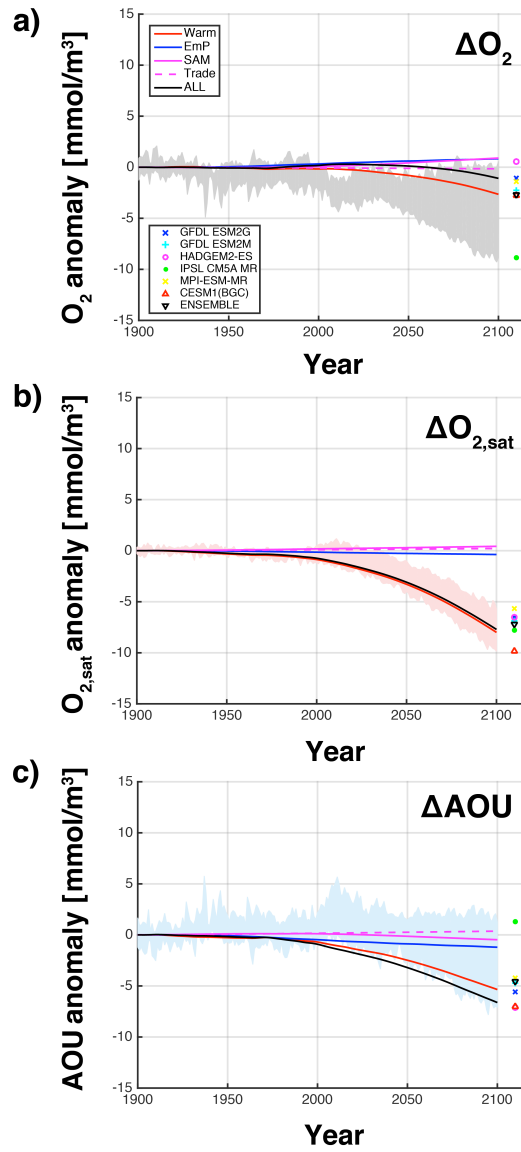 a)
O2 anomaly [mmol/m³]
15
10
5
0
-5
-10
-15
Warm
EmP
SAM
Trade
ALL
ΔO2
GFDL ESM2G
GFDL ESM2M
HADGEM2-ES
IPSL CM5A MR
MPI-ESM-MR
CESM1(BGC)
ENSEMBLE
1900 1950 2000 2050 2100
Year
b)
O2,sat anomaly [mmol/m³]
15
10
5
0
-5
-10
-15
ΔO2,sat
1900 1950 2000 2050 2100
Year
c)
AOU anomaly [mmol/m³]
15
10
5
0
-5
-10
-15
ΔAOU
1900 1950 2000 2050 2100
Year